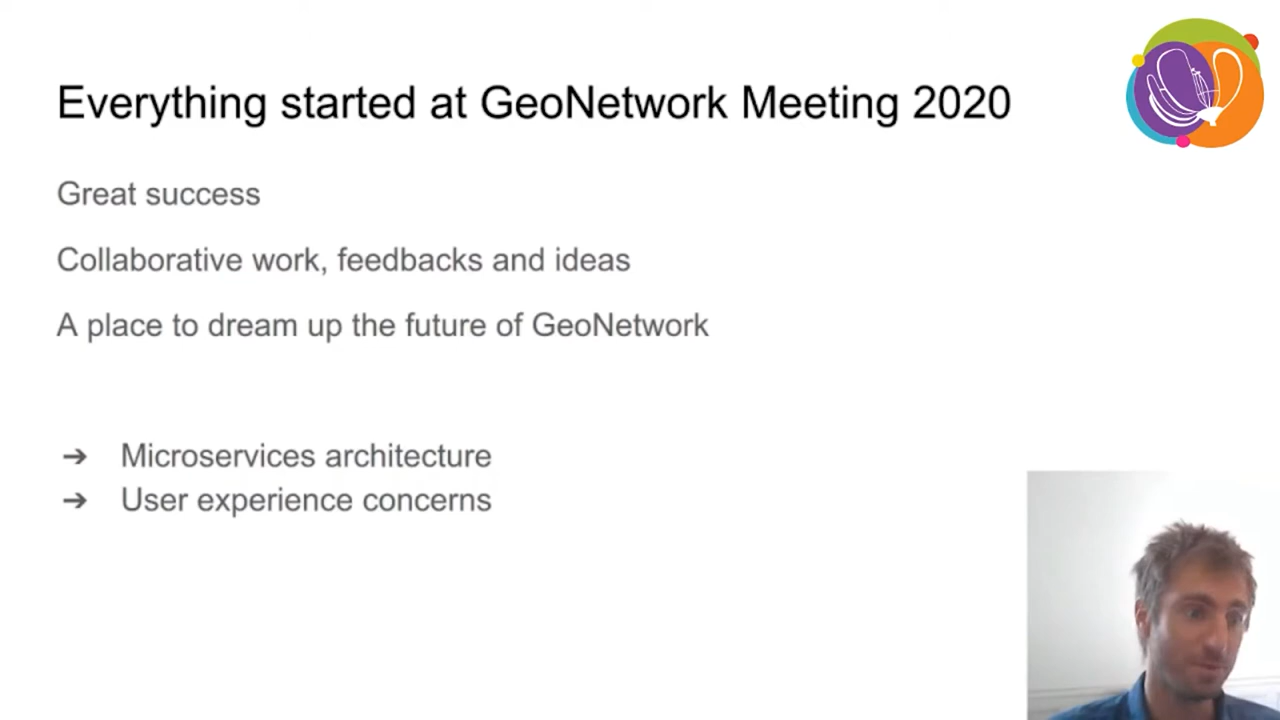 Everything started at GeoNetwork Meeting 2020
Great success
Collaborative work, feedbacks and ideas
A place to dream up the future of GeoNetwork
➔ Microservices architecture
➔ User experience concerns